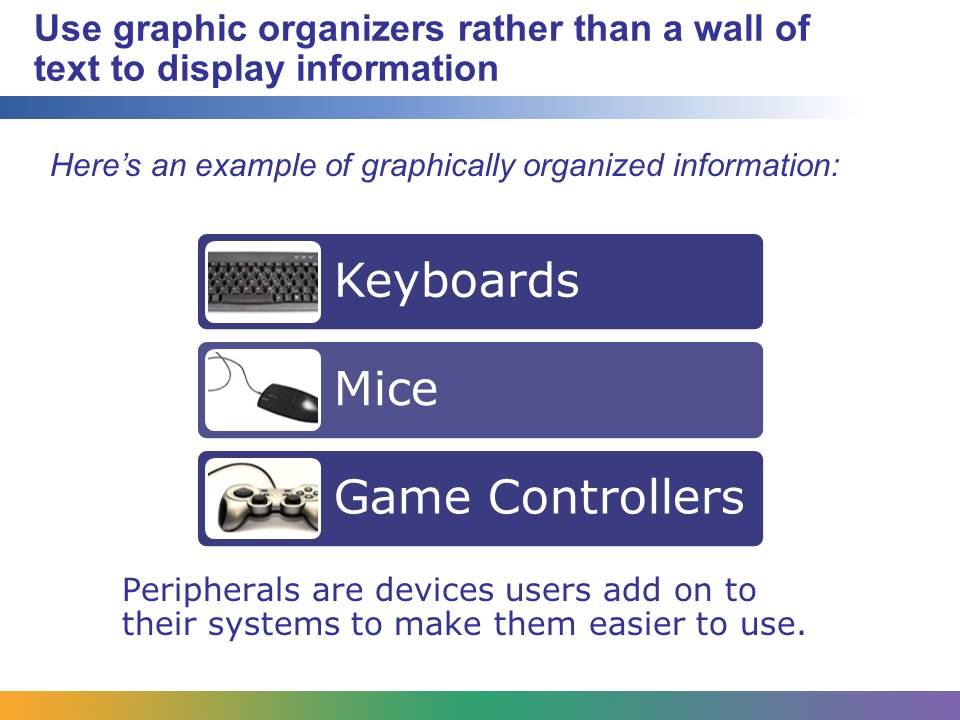 Use graphic organizers rather than a wall of
text to display information
Here’s an example of graphically organized information:
Keyboards
Mice
Game Controllers
Peripherals are devices users add on to
their systems to make them easier to use.